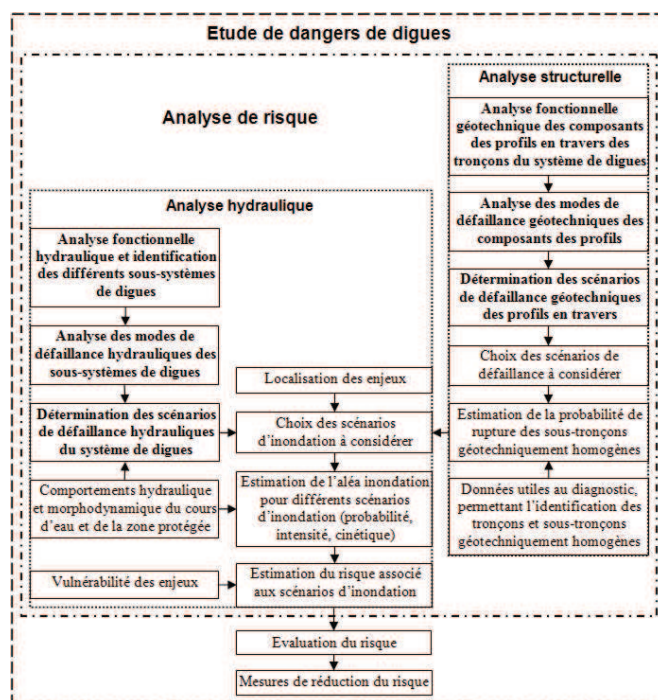 Etude de dangers de digues
Analyse de risque
Analyse structurelle
Analyse fonctionnelle
géotechnique des composants
des profils en travers des
tronçons du système de digues
Analyse des modes de
défaillance géotechniques des
composants des profils
Détermination des scénarios
de défaillance géotechniques
des profils en travers
Choix des scénarios de
défaillance à considérer
Estimation de la probabilité de
rupture des sous-tronçons
géotechniquement homogènes
Données utiles au diagnostic,
permettant l'identification des
tronçons et sous-tronçons
géotechniquement homogènes
Analyse hydraulique
Analyse fonctionnelle
hydraulique et identification
des différents sous-systèmes
de digues
Analyse des modes de
défaillance hydrauliques des
sous-systèmes de digues
Détermination des scénarios
de défaillance hydrauliques
du système de digues
Comportements hydraulique
et morphodynamique du cours
d'eau et de la zone protégée
Vulnérabilité des enjeux
Localisation des enjeux
Choix des scénarios
d'inondation à considérer
Estimation de l'aléa inondation
pour différents scénarios
d'inondation (probabilité,
intensité, cinétique)
Estimation du risque associé
aux scénarios d'inondation
Evaluation du risque
Mesures de réduction du risque